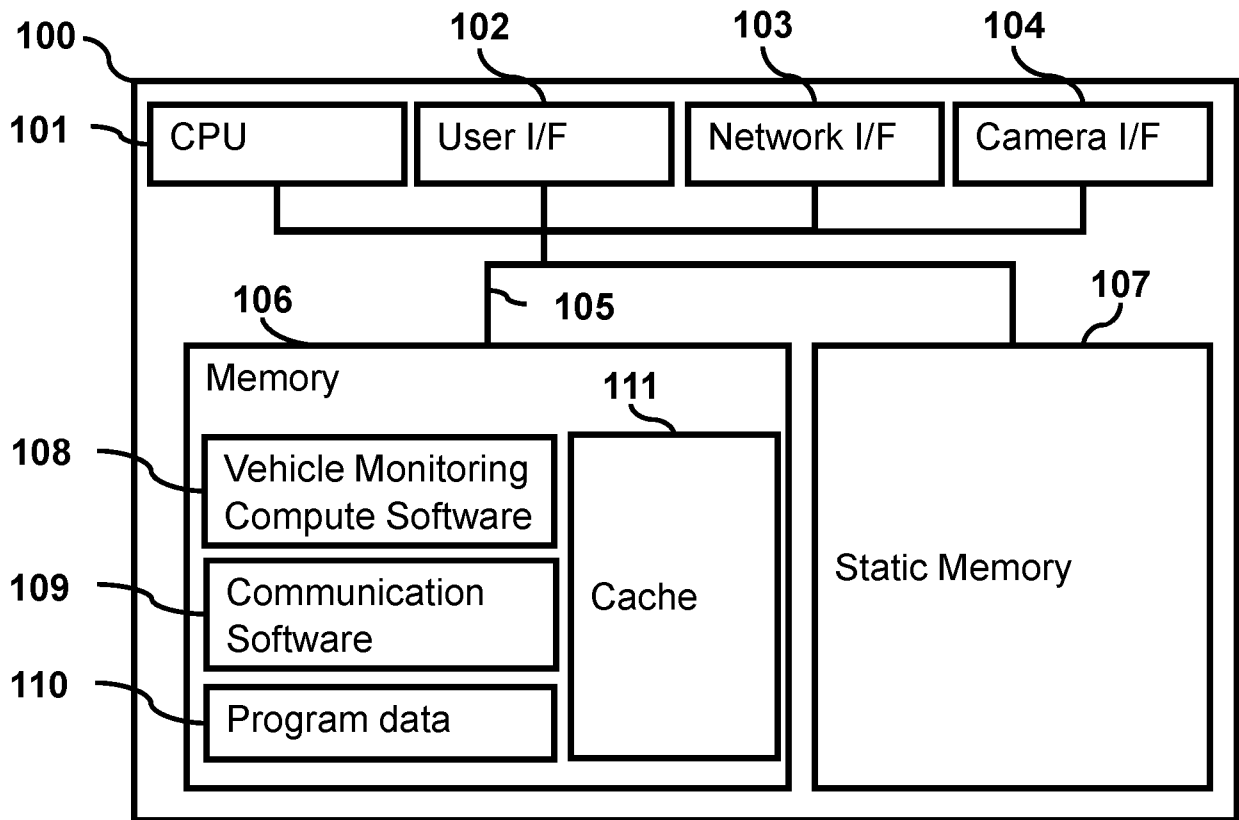 100
102
103
104
101
CPU
User I/F
Network I/F
Camera I/F
106
105
107
Memory
111
108
Vehicle Monitoring
Compute Software
109
Communication
Software
Cache
Static Memory
110
Program data